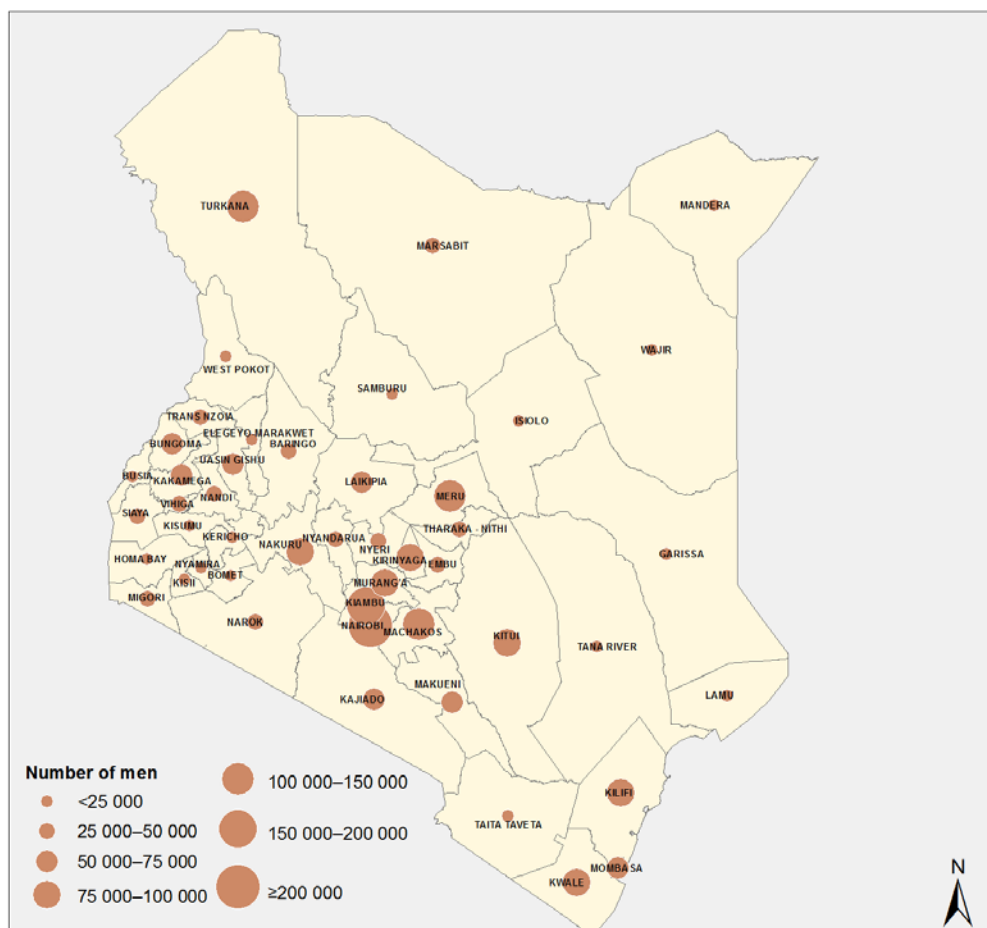 TURKANA
MANDERA
MARSABIT
WAJIR
WEST POKOT
SAMBURU
TRANS NZOIA
ISIOLO
ELEGEYO MARAKWET
BUNGOMA
BARINGO
UASIN GISHU
BUSIA
KAKAMEGA
LAIKIPIA
NANDI
MERU
VIHIGA
SIAYA
KISUMU
THARAKA - NITHI
KERICHO
NYANDARUA
NAKURU
NYERI
GARISSA
HOMA BAY
KIRINYAGA
EMBU
NYAMIRA
BOMET
KISII
MURANG'A
MIGORI
KIAMBU
NAROK
NAIROBI
MACHAKOS
KITUI
TANA RIVER
MAKUENI
LAMU
KAJIADO
KILIFI
TAITA TAVETA
MOMBASA
KWALE
Number of men
<25 000
25 000–50 000
50 000–75 000
75 000–100 000
100 000–150 000
150 000–200 000
≥200 000
N